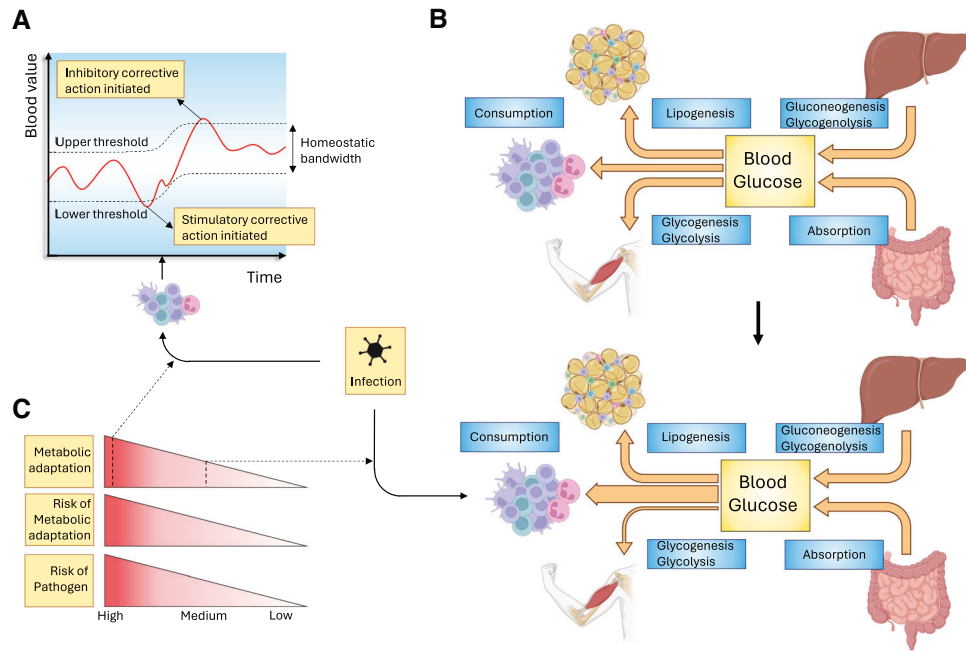 A
Blood value
Inhibitory corrective
action initiated
Upper threshold
Homeostatic
bandwidth
Lower threshold
Stimulatory corrective
action initiated
Time
B
Consumption
Lipogenesis
Gluconeogenesis
Glycogenolysis
Blood
Glucose
Glycogenesis
Glycolysis
Absorption
Infection
C
Metabolic
adaptation
Risk of
Metabolic
adaptation
Risk of
Pathogen
High
Medium
Low
Consumption
Lipogenesis
Gluconeogenesis
Glycogenolysis
Blood
Glucose
Glycogenesis
Glycolysis
Absorption